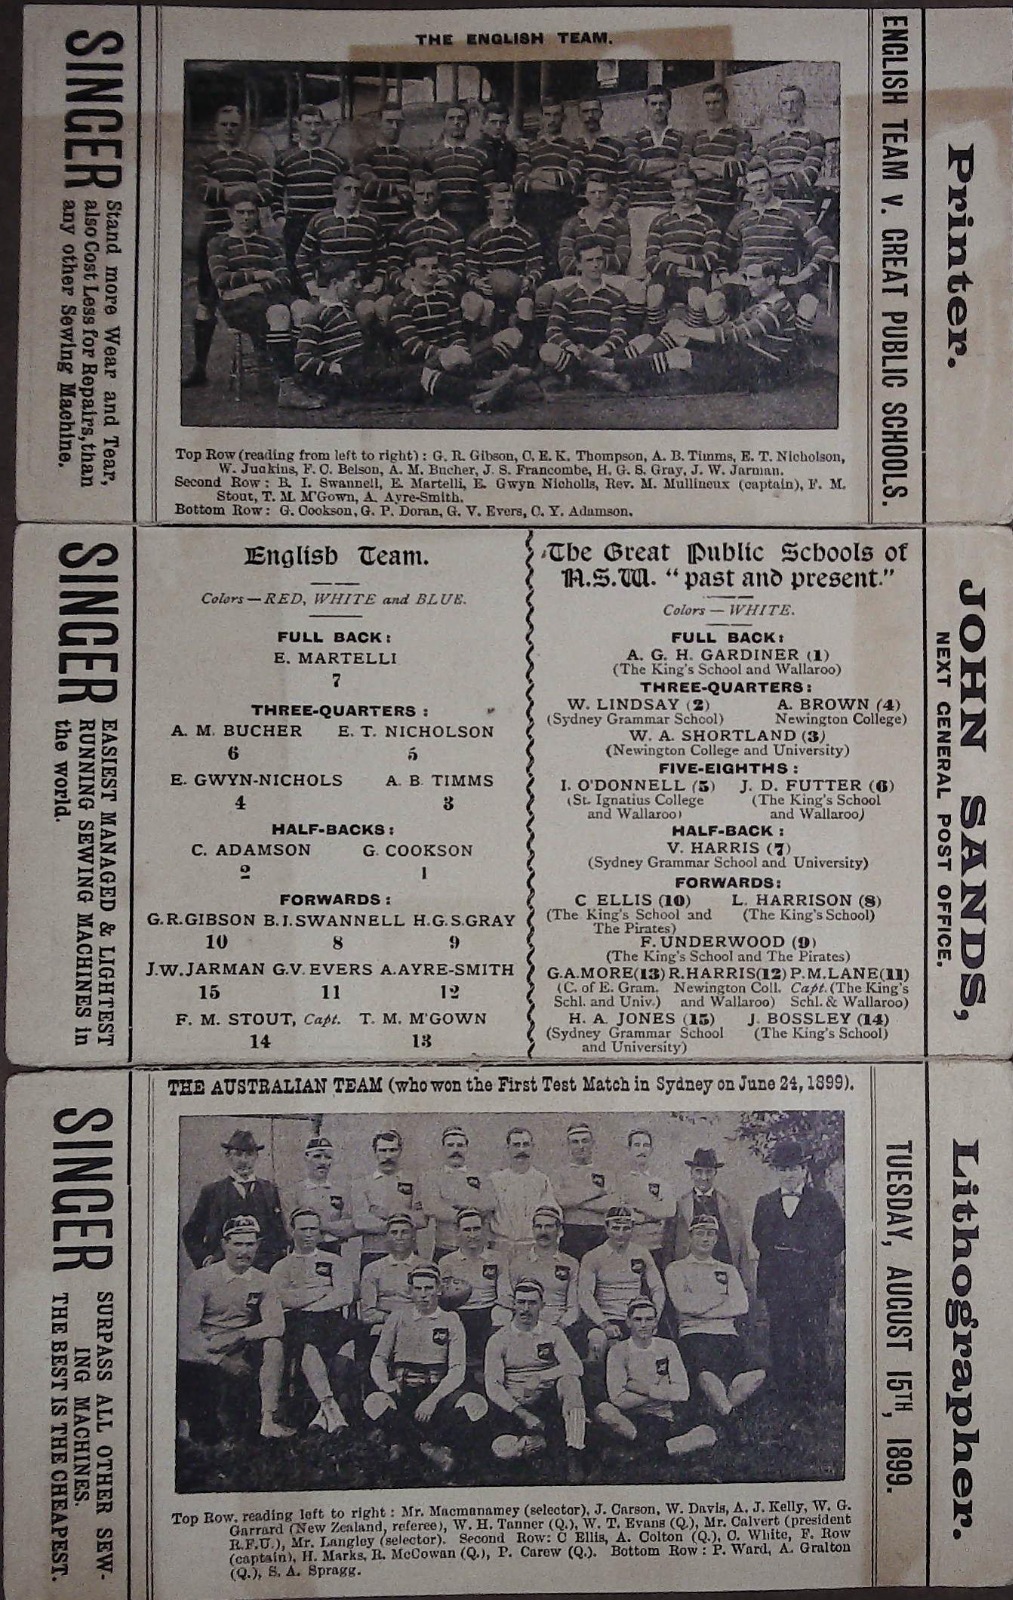 THE ENGLISH TEAM.
Top Row (reading from left to right) : G. R. Gibson, C. E. K. Thompson, A. B. Timms, E. T. Nicholson,
W. Judkins, F. C. Belson, A. M. Bucher, J. S. Francombe, H. G. S. Gray, J. W. Jarman.
Second Row : B. I. Swannell, E. Martelli, E. Gwyn Nicholls, Rev. M. Mullineux (captain), F. M.
Stout, T. M. M'Gown, A. Ayre-Smith.
Bottom Row : G. Cookson, G. P. Doran, G. V. Evers, C. Y. Adamson.
ENGLISH TEAM v. GREAT PUBLIC SCHOOLS.
Printer.
SINGER
Stand more Wear and Tear,
also Cost Less for Repairs, than
any other Sewing Machine.
English Team.
Colors—RED, WHITE and BLUE.
FULL BACK :
E. MARTELLI
7
THREE-QUARTERS :
A. M. BUCHER E. T. NICHOLSON
6 5
E. GWYN-NICHOLS A. B. TIMMS
4 3
HALF-BACKS :
C. ADAMSON G. COOKSON
2 1
FORWARDS :
G.R.GIBSON B.I.SWANNELL H.G.S.GRAY
10 8 9
J.W.JARMAN G.V.EVERS A.AYRE-SMITH
15 11 12
F. M. STOUT, Capt. T. M. M'GOWN
14 13
The Great Public Schools of
N.S.W. "past and present."
Colors — WHITE.
FULL BACK :
A. G. H. GARDINER (1)
(The King's School and Wallaroo)
THREE-QUARTERS :
W. LINDSAY (2) A. BROWN (4)
(Sydney Grammar School) Newington College)
W. A. SHORTLAND (3)
(Newington College and University)
FIVE-EIGHTHS :
I. O'DONNELL (5) J. D. FUTTER (6)
(St. Ignatius College (The King's School
and Wallaroo) and Wallaroo)
HALF-BACK :
V. HARRIS (7)
(Sydney Grammar School and University)
FORWARDS:
C ELLIS (10) L. HARRISON (8)
(The King's School and (The King's School)
The Pirates)
F. UNDERWOOD (9)
(The King's School and The Pirates)
G.A.MORE(13) R.HARRIS(12) P.M.LANE(11)
(C. of E. Gram. Newington Coll. Capt. (The King's
Schl. and Univ.) and Wallaroo) Schl. & Wallaroo)
H. A. JONES (15) J. BOSSLEY (14)
(Sydney Grammar School (The King's School)
and University)
JOHN SANDS,
NEXT GENERAL POST OFFICE.
SINGER
EASIEST MANAGED & LIGHTEST
RUNNING SEWING MACHINES in
the world.
THE AUSTRALIAN TEAM (who won the First Test Match in Sydney on June 24, 1899).
Top Row, reading left to right : Mr. Macmanamey (selector), J. Carson, W. Davis, A. J. Kelly, W. G.
Garrard (New Zealand, referee), W. H. Tanner (Q.), W. T. Evans (Q.), Mr. Calvert (president
R.F.U.), Mr. Langley (selector). Second Row: C Ellis, A. Colton (Q.), C. White, F. Row
(captain), H. Marks, R. McCowan (Q.), P. Carew (Q.). Bottom Row : P. Ward, A. Gralton
(Q.), S. A. Spragg.
TUESDAY, AUGUST 15TH, 1899.
Lithographer.
SINGER
SURPASS ALL OTHER SEW-
ING MACHINES.
THE BEST IS THE CHEAPEST.